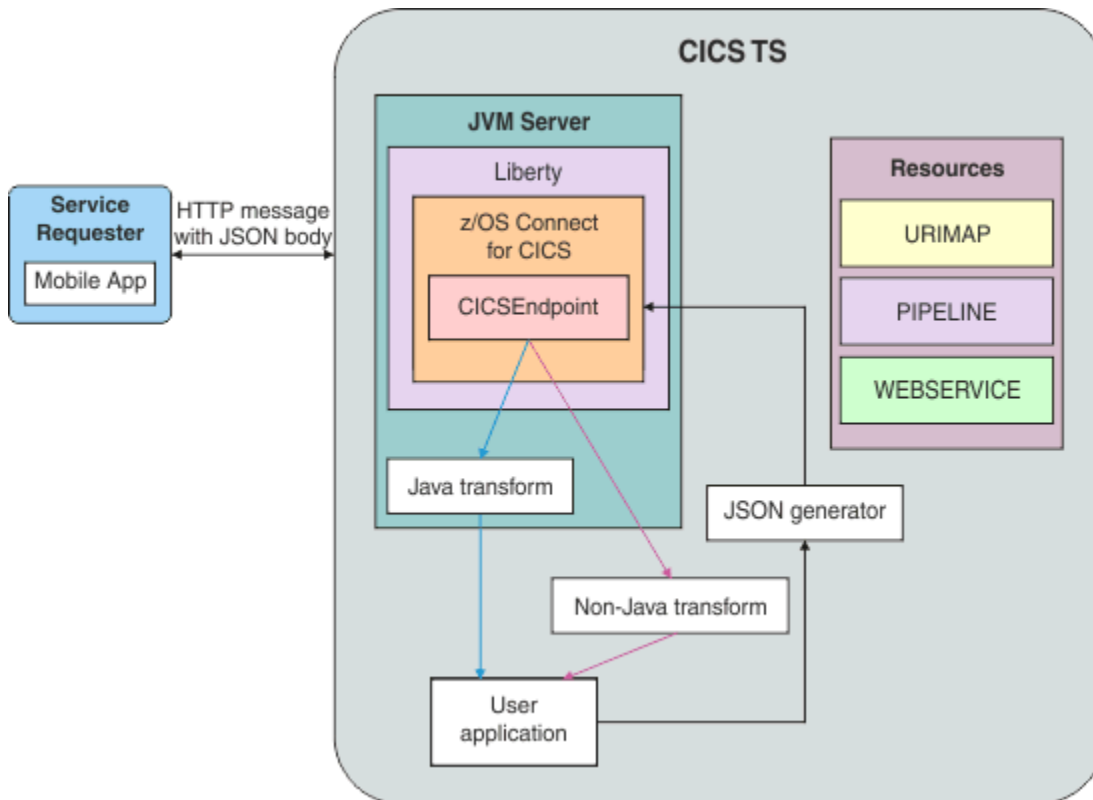 CICS TS
JVM Server
Liberty
z/OS Connect
for CICS
CICSEndpoint
Service
Requester
Mobile App
HTTP message
with JSON body
Resources
URIMAP
PIPELINE
WEBSERVICE
Java transform
JSON generator
Non-Java transform
User
application